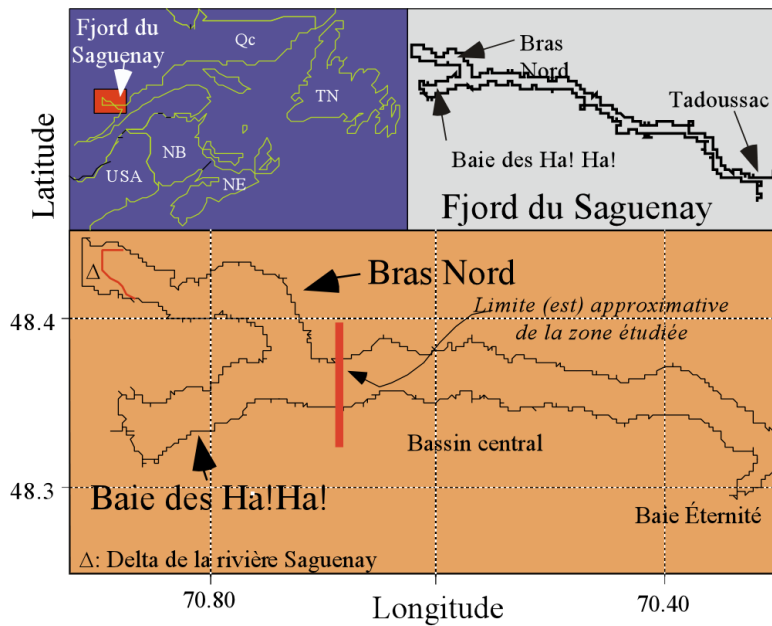 Fjord du
Saguenay
Qc
TN
NB
USA
NE
Bras
Nord
Tadoussac
Baie des Ha! Ha!
Fjord du Saguenay
Latitude
Δ
Bras Nord
Limite (est) approximative
de la zone étudiée
48.4
Bassin central
48.3
Baie des Ha!Ha!
Baie Éternité
Δ: Delta de la rivière Saguenay
70.80
70.40
Longitude